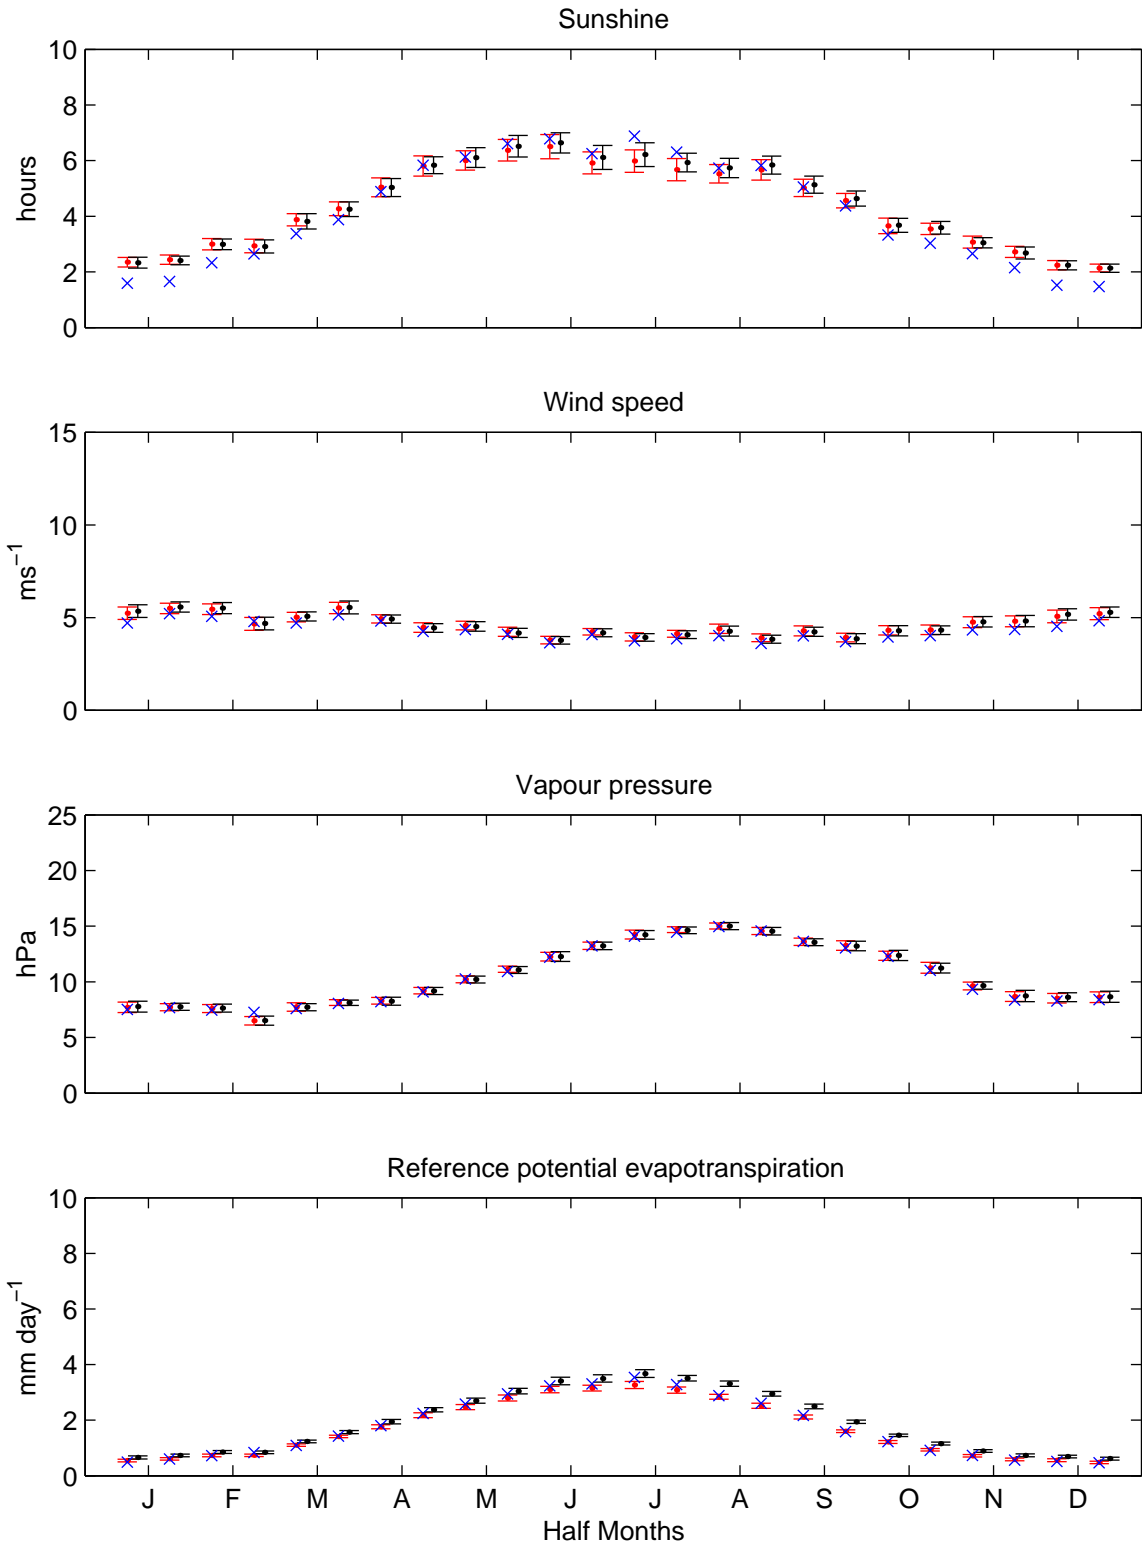 Sunshine
10
8
6
4
2
0
hours
Wind speed
15
10
5
0
ms−1
Vapour pressure
25
20
15
10
5
0
hPa
Reference potential evapotranspiration
10
8
6
4
2
0
mm day−1
J F M A M J J A S O N D
Half Months